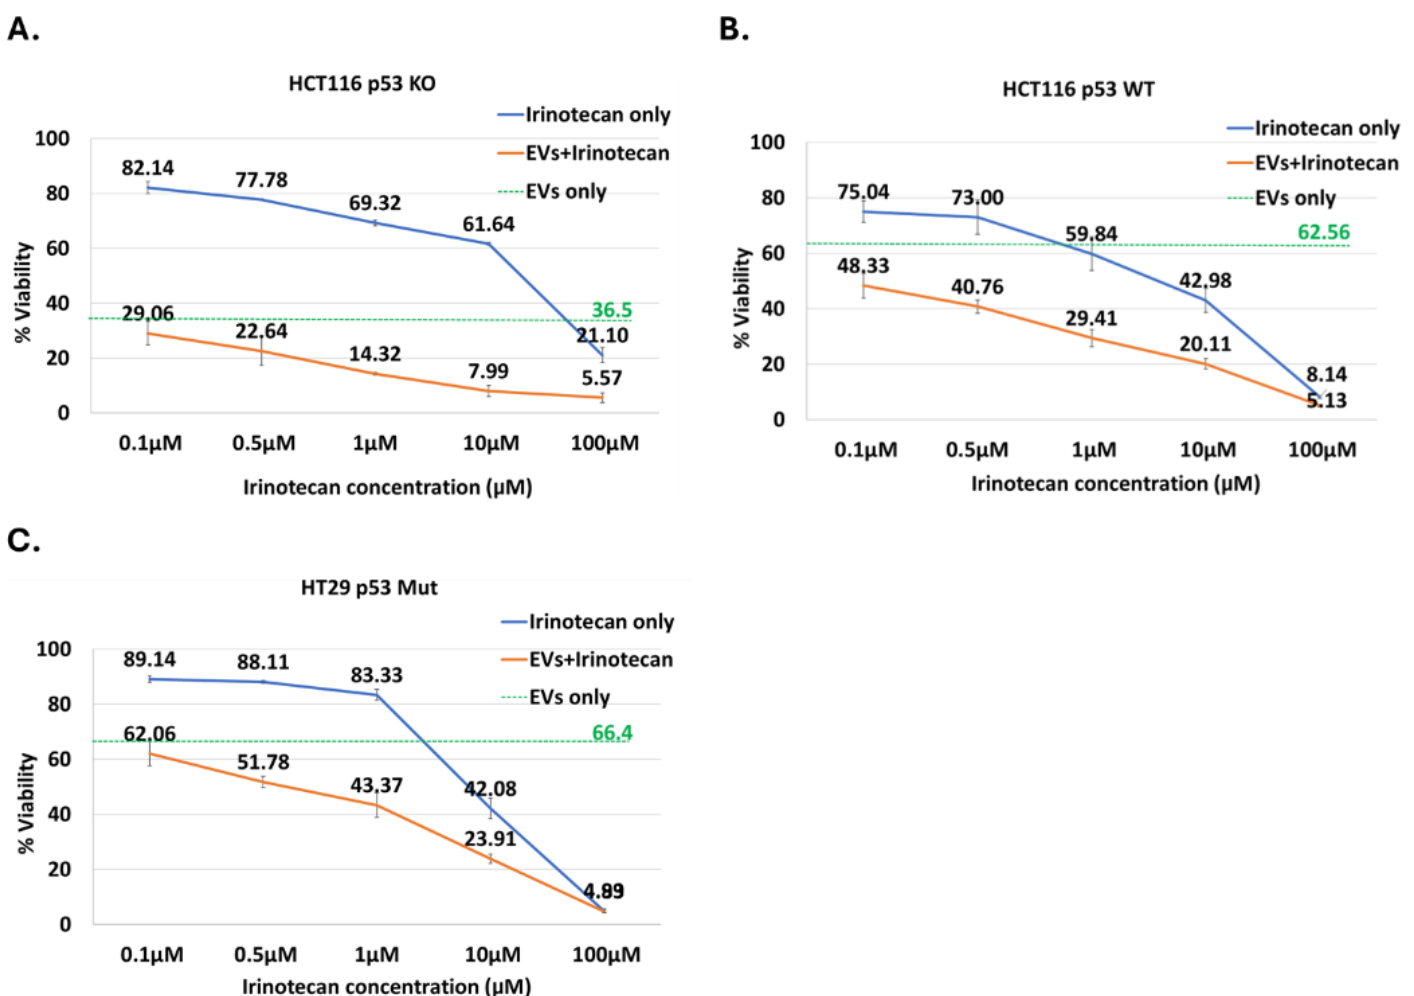 A.
HCT116 p53 KO
Irinotecan only
EVs+Irinotecan
EVs only
% Viability
100
80
60
40
20
0
82.14
77.78
69.32
61.64
21.10
29.06
22.64
14.32
7.99
5.57
36.5
0.1µM 0.5µM 1µM 10µM 100µM
Irinotecan concentration (µM)
B.
HCT116 p53 WT
Irinotecan only
EVs+Irinotecan
EVs only
% Viability
100
80
60
40
20
0
75.04
73.00
59.84
42.98
8.14
48.33
40.76
29.41
20.11
5.13
62.56
0.1µM 0.5µM 1µM 10µM 100µM
Irinotecan concentration (µM)
C.
HT29 p53 Mut
Irinotecan only
EVs+Irinotecan
EVs only
% Viability
100
80
60
40
20
0
89.14
88.11
83.33
42.08
62.06
51.78
43.37
23.91
66.4
0.1µM 0.5µM 1µM 10µM 100µM
Irinotecan concentration (µM)